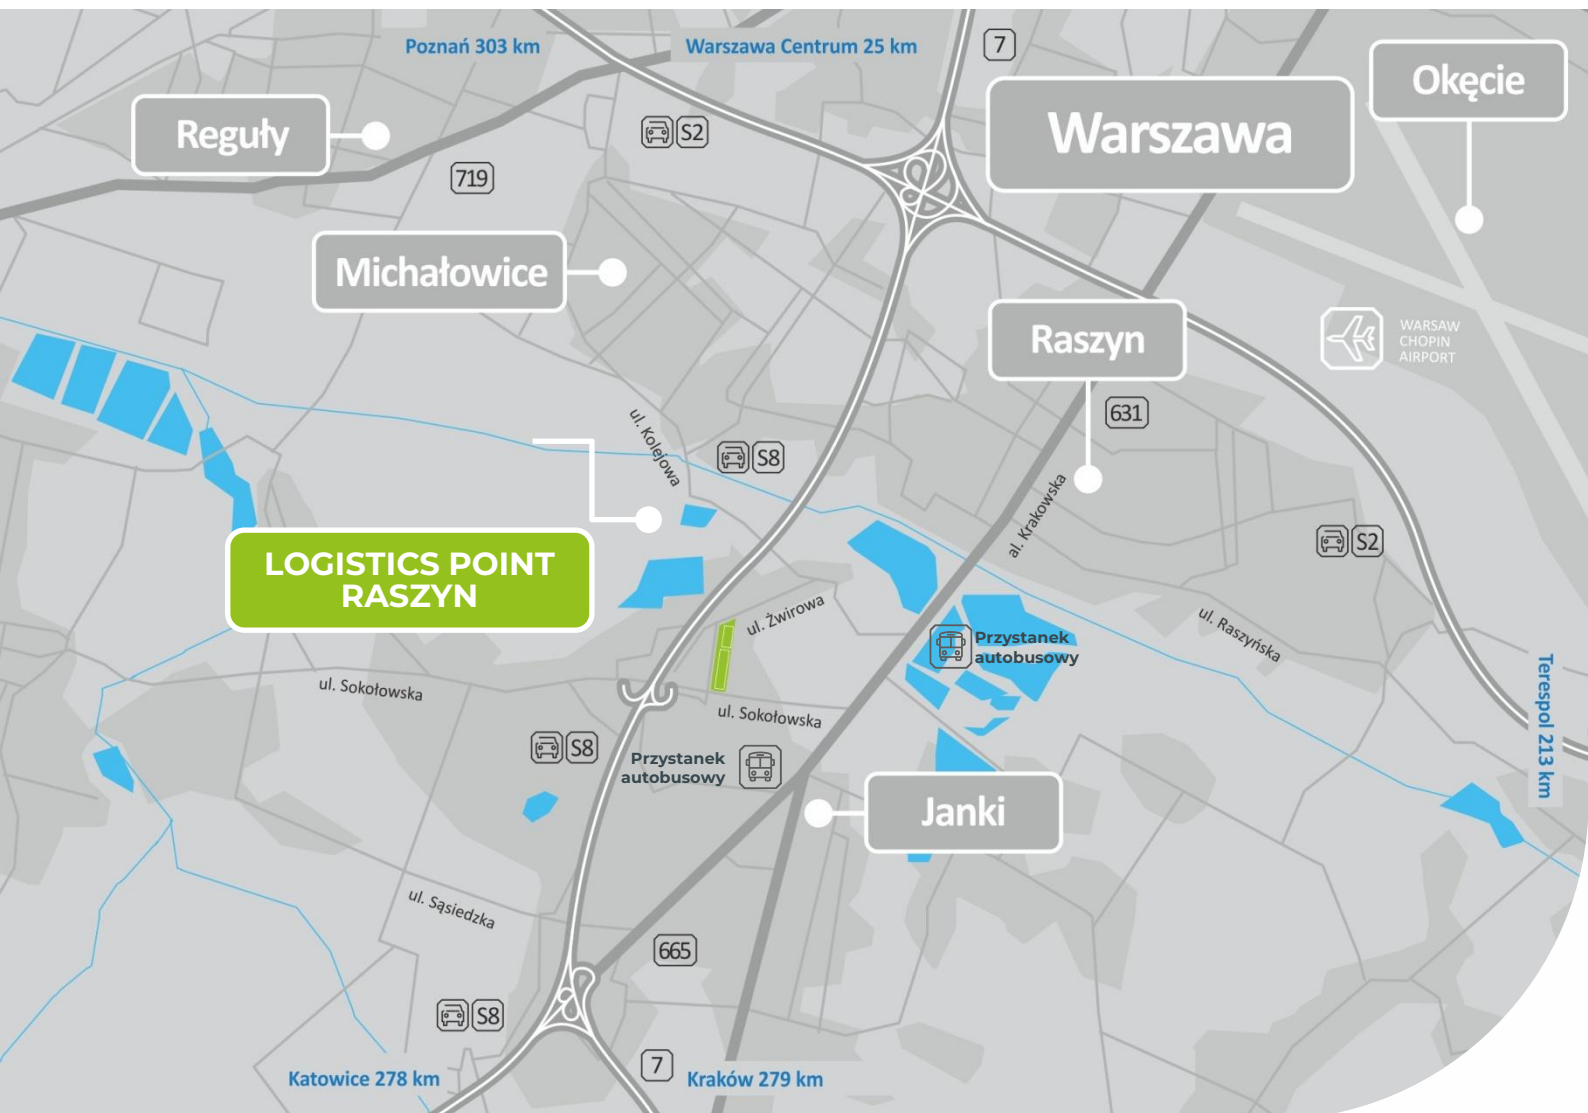 Poznań 303 km
Warszawa Centrum 25 km
7
Okęcie
Warszawa
Reguły
S2
719
Michałowice
Raszyn
WARSAW
CHOPIN
AIRPORT
631
ul. Kolejowa
S8
al. Krakowska
S2
LOGISTICS POINT
RASZYN
ul. Żwirowa
ul. Raszyńska
Przystanek
autobusowy
Terespol 213 km
ul. Sokołowska
ul. Sokołowska
S8
Przystanek
autobusowy
Janki
ul. Sąsiedzka
665
S8
7
Katowice 278 km
Kraków 279 km